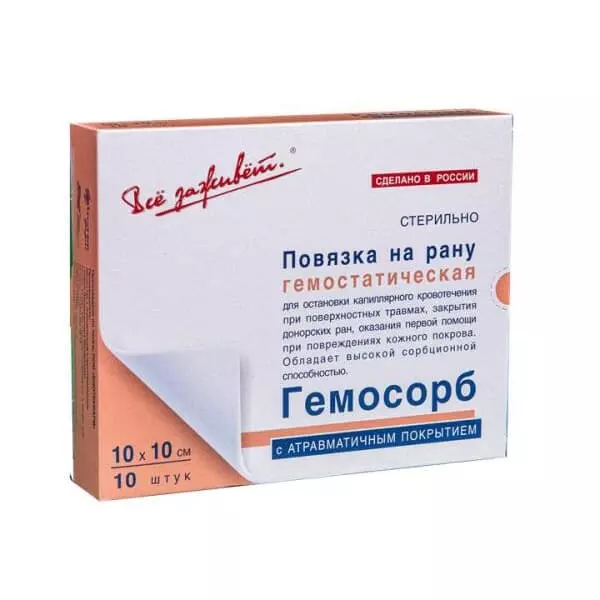 Всё заживёт.®
СДЕЛАНО В РОССИИ
СТЕРИЛЬНО
Повязка на рану
гемостатическая
для остановки капиллярного кровотечения
при поверхностных травмах, закрытия
донорских ран, оказания первой помощи
при повреждениях кожного покрова.
Обладает высокой сорбционной
способностью.
Гемосорб
с АТРАВМАТИЧНЫМ ПОКРЫТИЕМ
10 х 10 см
10 штук